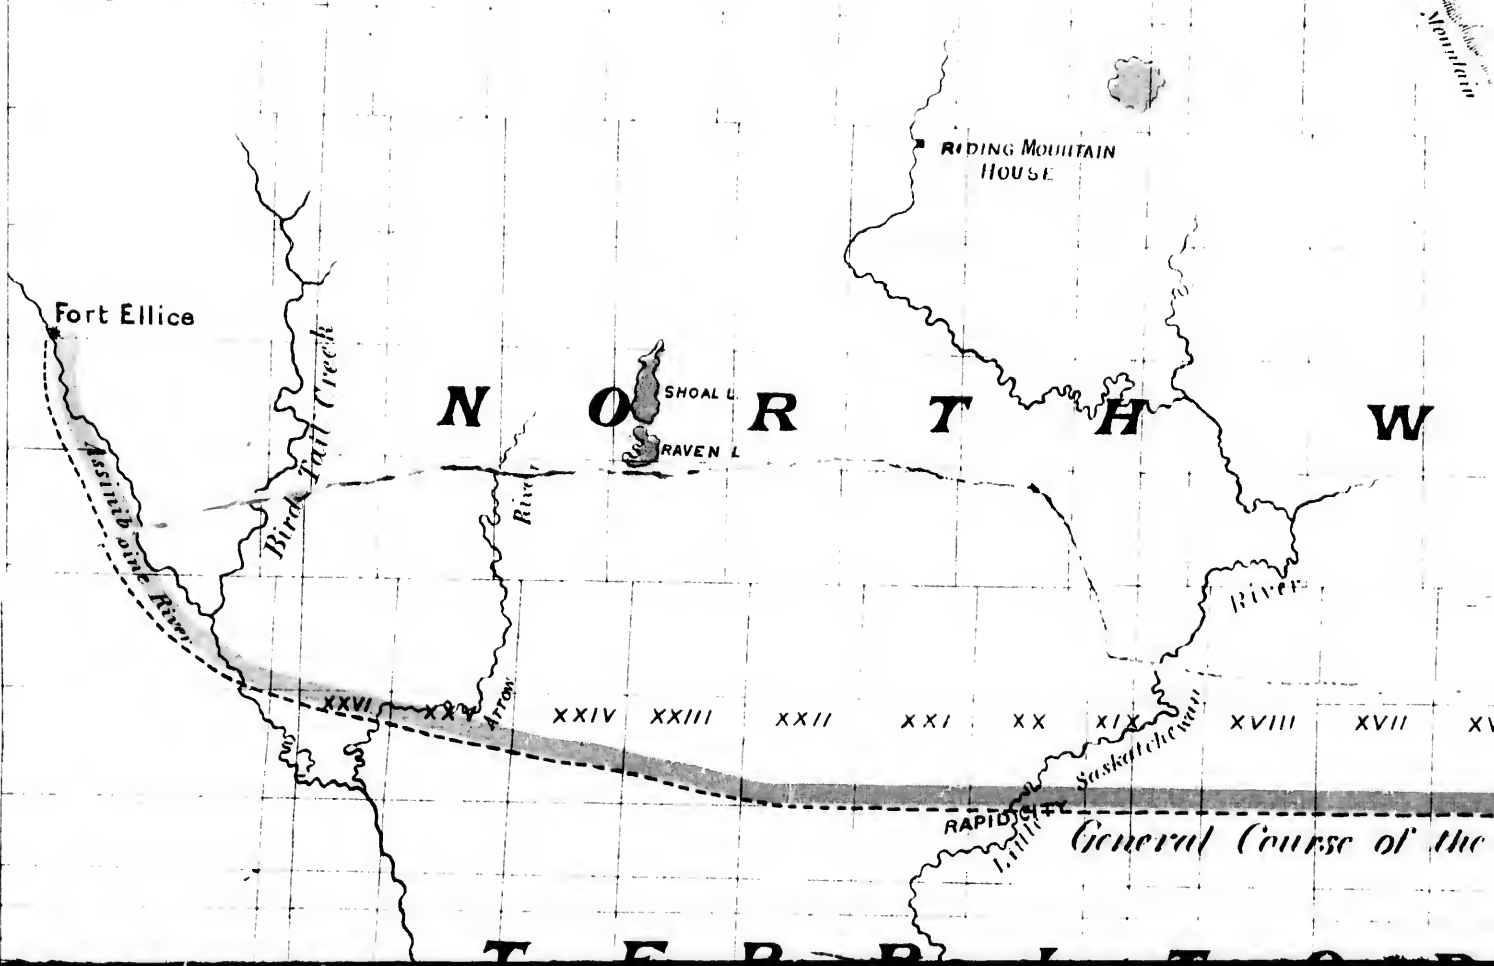 Mountain
RIDING MOUNTAIN
HOUSE
Fort Ellice
Bird Tail Creek
SHOAL L.
N O R T H W
RAVEN L
Assiniboine River
River
River
XXVI XXV Arrow XXIV XXIII XXII XXI XX XIX XVIII XVII
Little Saskatchewan
RAPID CITY
General Course of the